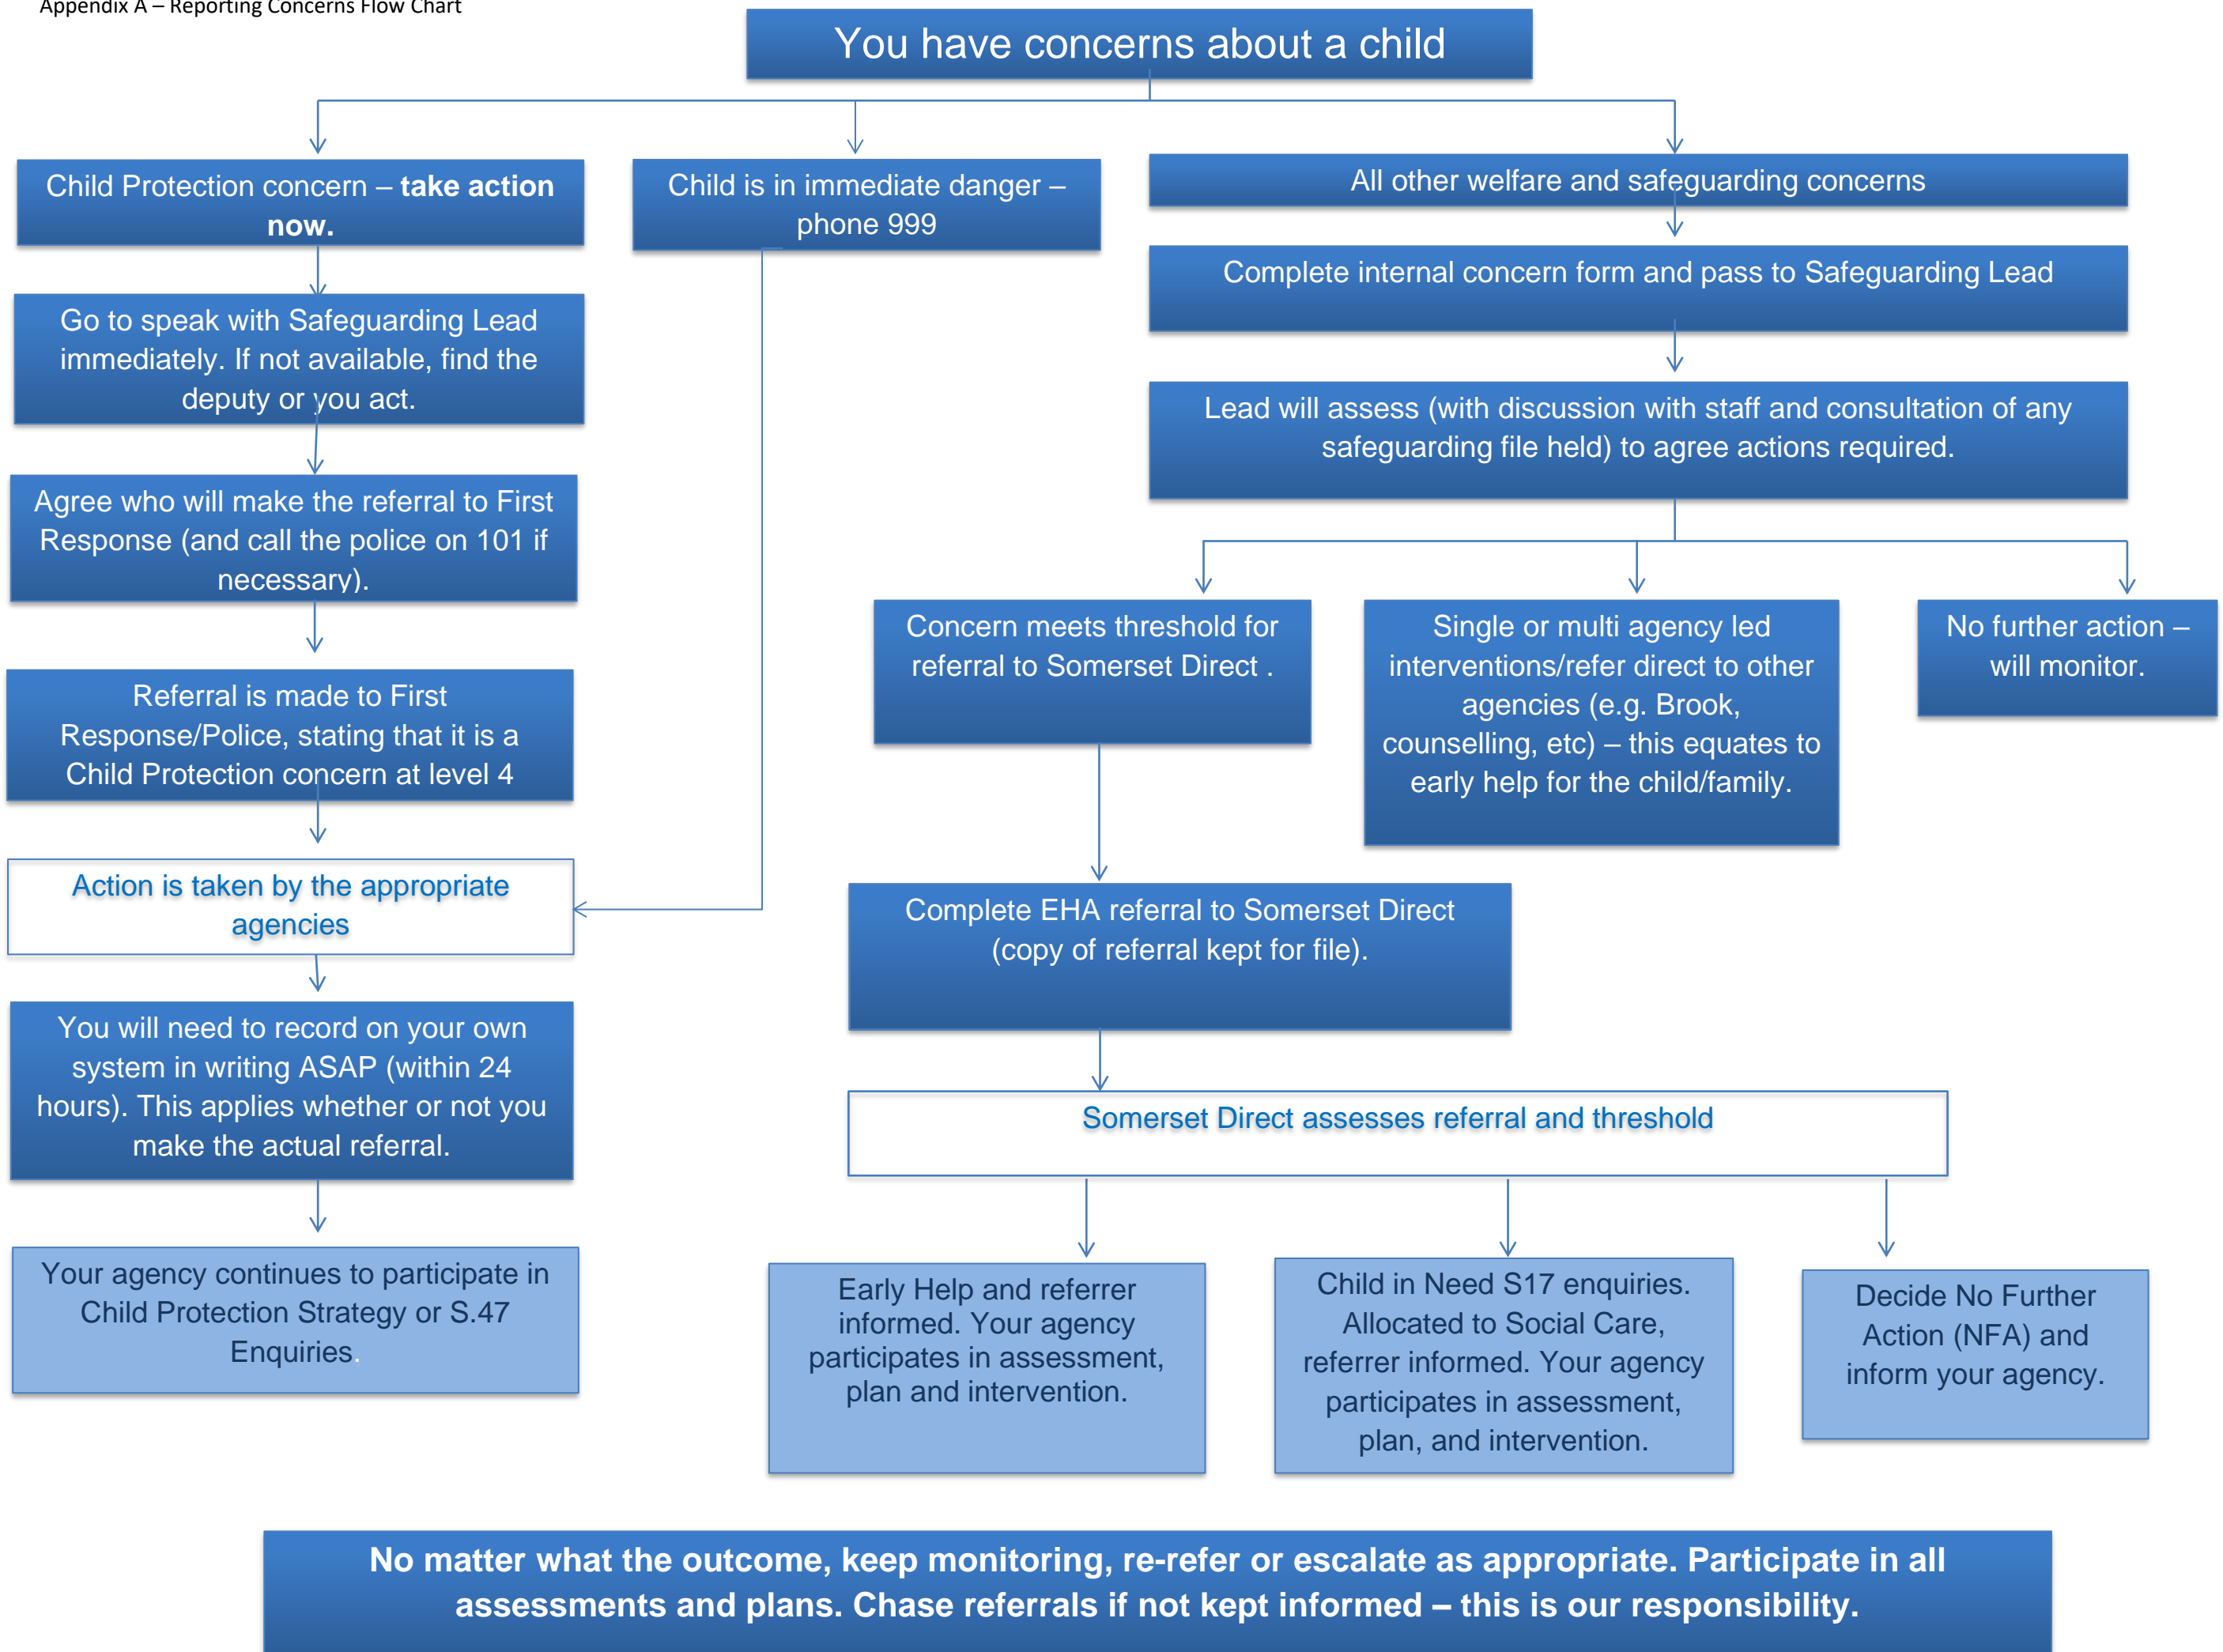 Appendix A – Reporting Concerns Flow Chart
You have concerns about a child
Child Protection concern – take action
now.
Child is in immediate danger –
phone 999
All other welfare and safeguarding concerns
Go to speak with Safeguarding Lead
immediately. If not available, find the
deputy or you act.
Complete internal concern form and pass to Safeguarding Lead
Lead will assess (with discussion with staff and consultation of any
safeguarding file held) to agree actions required.
Agree who will make the referral to First
Response (and call the police on 101 if
necessary).
Concern meets threshold for
referral to Somerset Direct .
Single or multi agency led
interventions/refer direct to other
agencies (e.g. Brook,
counselling, etc) – this equates to
early help for the child/family.
No further action –
will monitor.
Referral is made to First
Response/Police, stating that it is a
Child Protection concern at level 4
Action is taken by the appropriate
agencies
Complete EHA referral to Somerset Direct
(copy of referral kept for file).
You will need to record on your own
system in writing ASAP (within 24
hours). This applies whether or not you
make the actual referral.
Somerset Direct assesses referral and threshold
Your agency continues to participate in
Child Protection Strategy or S.47
Enquiries.
Early Help and referrer
informed. Your agency
participates in assessment,
plan and intervention.
Child in Need S17 enquiries.
Allocated to Social Care,
referrer informed. Your agency
participates in assessment,
plan, and intervention.
Decide No Further
Action (NFA) and
inform your agency.
No matter what the outcome, keep monitoring, re-refer or escalate as appropriate. Participate in all
assessments and plans. Chase referrals if not kept informed – this is our responsibility.